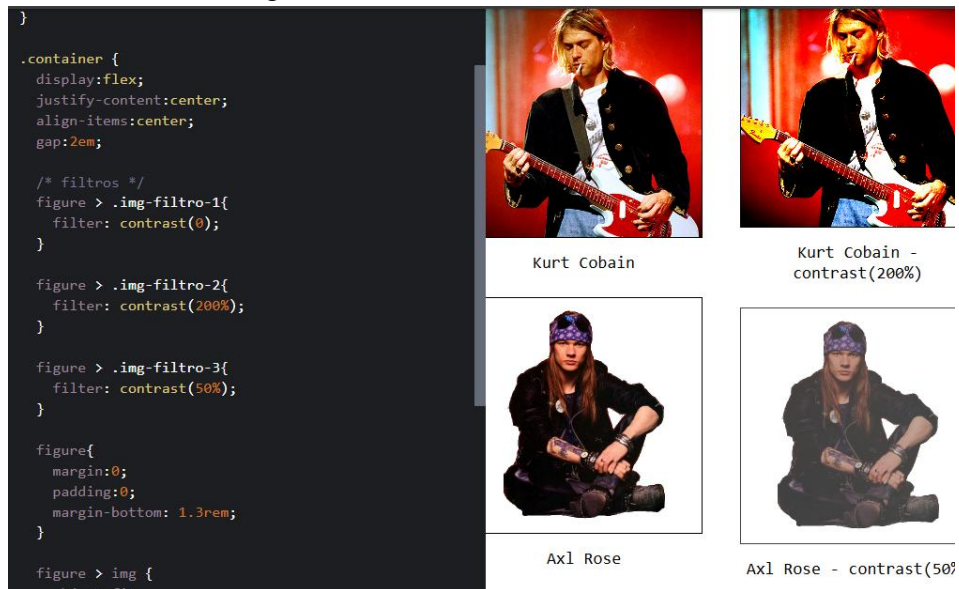 }
.container {
display:flex;
justify-content:center;
align-items:center;
gap:2em;
/* filtros */
figure > .img-filtro-1{
filter: contrast(0);
}
figure > .img-filtro-2{
filter: contrast(200%);
}
figure > .img-filtro-3{
filter: contrast(50%);
}
figure{
margin:0;
padding:0;
margin-bottom: 1.3rem;
}
figure > img {
Kurt Cobain
Kurt Cobain -
contrast(200%)
Axl Rose
Axl Rose - contrast(50%